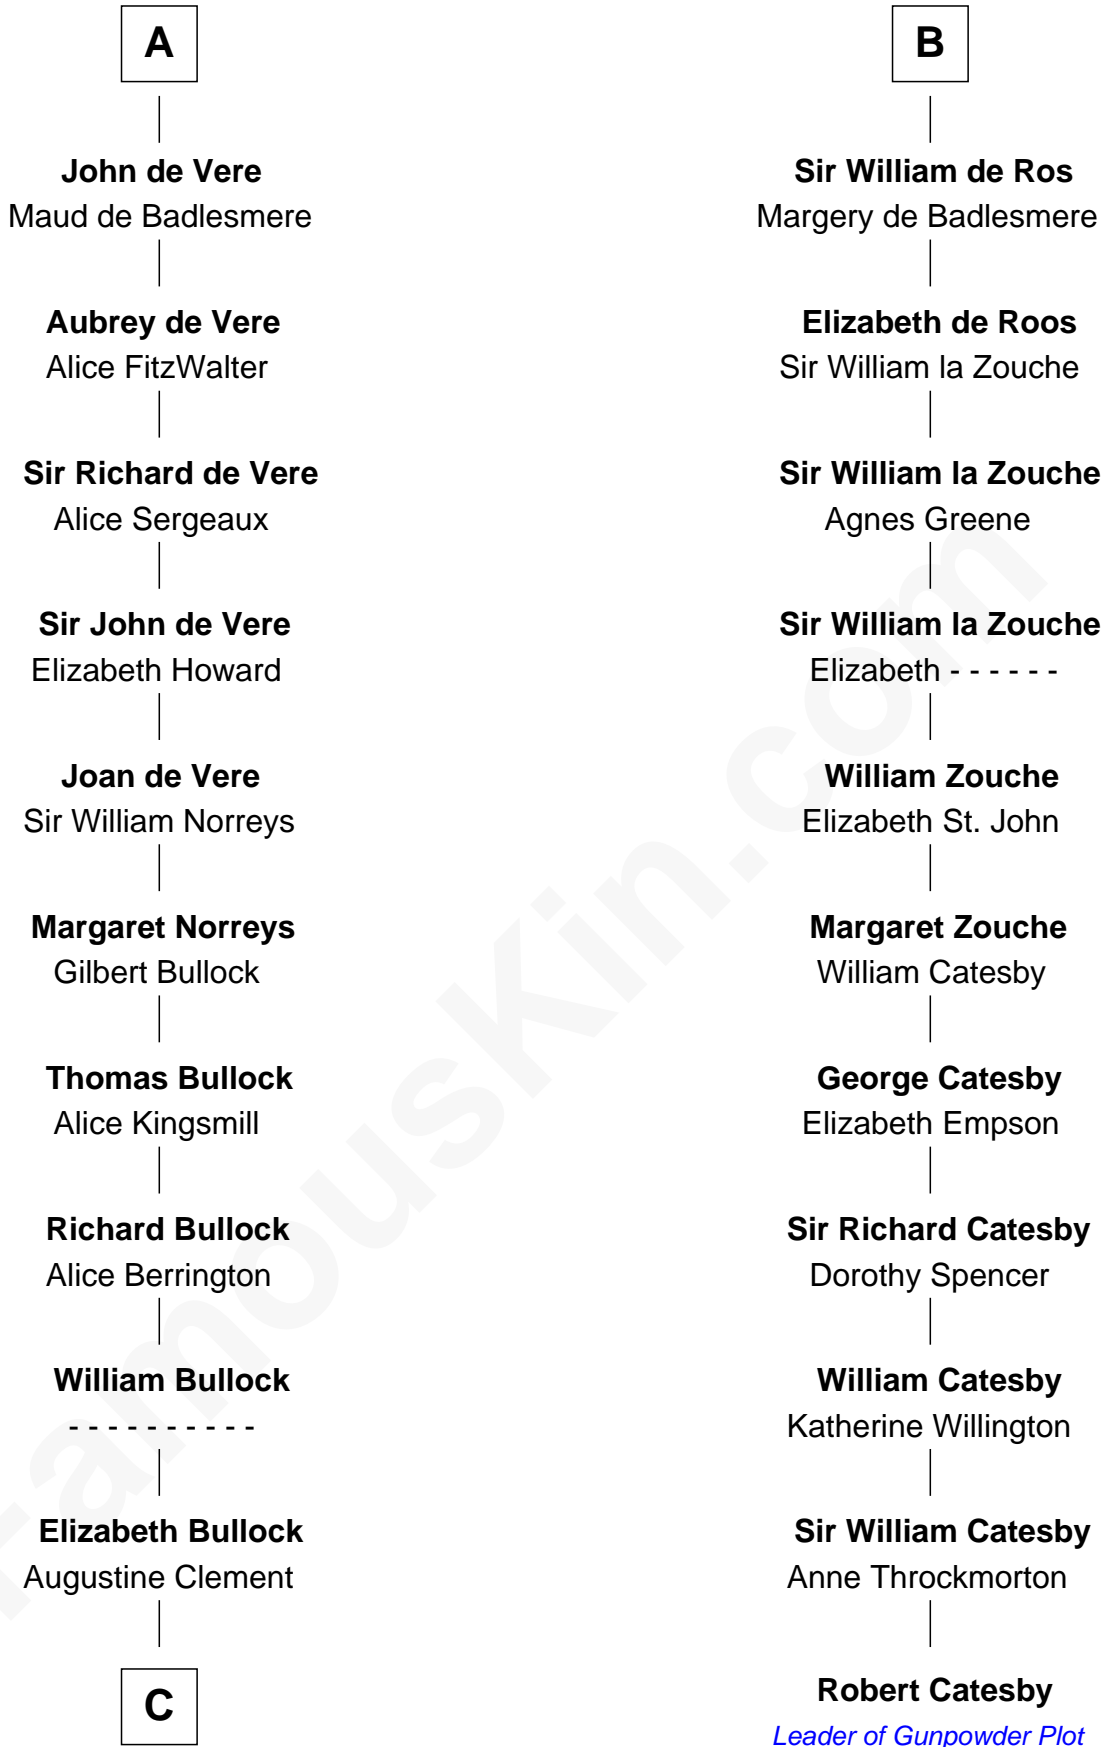 A
John de Vere
Maud de Badlesmere
Aubrey de Vere
Alice FitzWalter
Sir Richard de Vere
Alice Sergeaux
Sir John de Vere
Elizabeth Howard
Joan de Vere
Sir William Norreys
Margaret Norreys
Gilbert Bullock
Thomas Bullock
Alice Kingsmill
Richard Bullock
Alice Berrington
William Bullock
- - - - - - - - - -
Elizabeth Bullock
Augustine Clement
C
B
Sir William de Ros
Margery de Badlesmere
Elizabeth de Roos
Sir William la Zouche
Sir William la Zouche
Agnes Greene
Sir William la Zouche
Elizabeth - - - - - -
William Zouche
Elizabeth St. John
Margaret Zouche
William Catesby
George Catesby
Elizabeth Empson
Sir Richard Catesby
Dorothy Spencer
William Catesby
Katherine Willington
Sir William Catesby
Anne Throckmorton
Robert Catesby
Leader of Gunpowder Plot
FamousKin.com